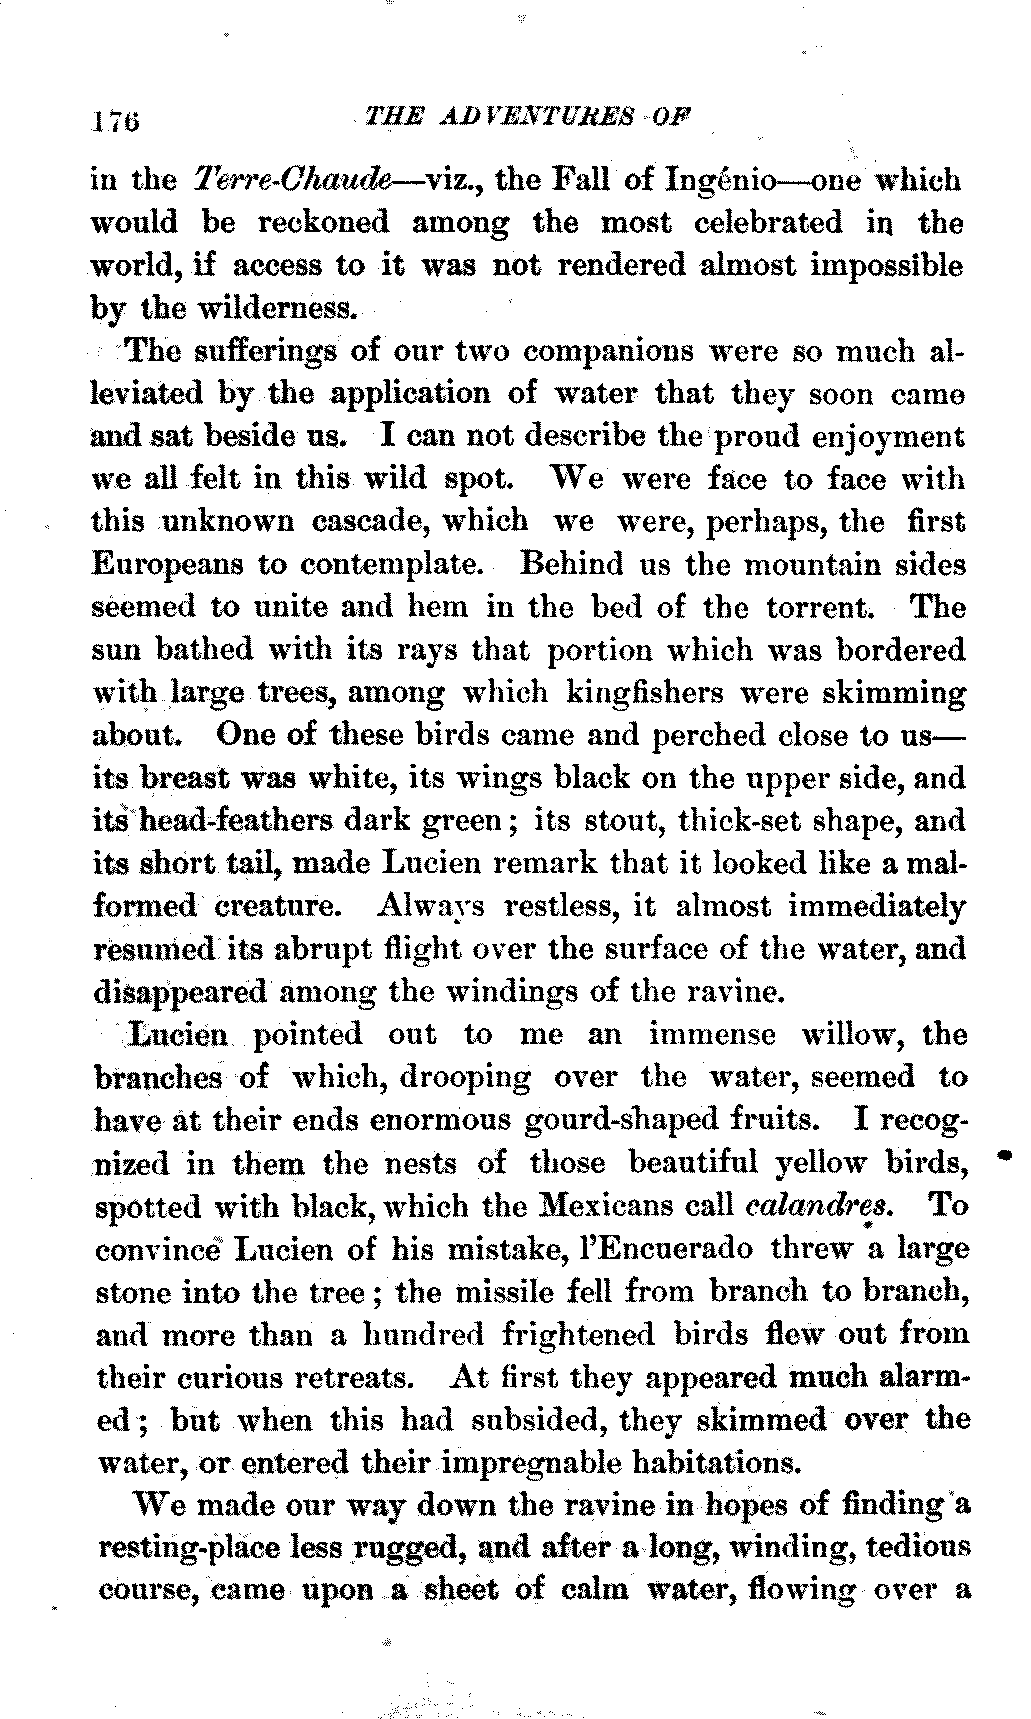 176 THE ADVENTURES OF
in the Terre-Chaude—viz., the Fall of Ingénio—one which
would be reckoned among the most celebrated in the
world, if access to it was not rendered almost impossible
by the wilderness.
The sufferings of our two companions were so much al-
leviated by the application of water that they soon came
and sat beside us. I can not describe the proud enjoyment
we all felt in this wild spot. We were face to face with
this unknown cascade, which we were, perhaps, the first
Europeans to contemplate. Behind us the mountain sides
seemed to unite and hem in the bed of the torrent. The
sun bathed with its rays that portion which was bordered
with large trees, among which kingfishers were skimming
about. One of these birds came and perched close to us—
its breast was white, its wings black on the upper side, and
its head-feathers dark green; its stout, thick-set shape, and
its short tail, made Lucien remark that it looked like a mal-
formed creature. Always restless, it almost immediately
resumed its abrupt flight over the surface of the water, and
disappeared among the windings of the ravine.
Lucien pointed out to me an immense willow, the
branches of which, drooping over the water, seemed to
have at their ends enormous gourd-shaped fruits. I recog-
nized in them the nests of those beautiful yellow birds,
spotted with black, which the Mexicans call calandres. To
convince Lucien of his mistake, l'Encuerado threw a large
stone into the tree; the missile fell from branch to branch,
and more than a hundred frightened birds flew out from
their curious retreats. At first they appeared much alarm-
ed; but when this had subsided, they skimmed over the
water, or entered their impregnable habitations.
We made our way down the ravine in hopes of finding a
resting-place less rugged, and after a long, winding, tedious
course, came upon a sheet of calm water, flowing over a